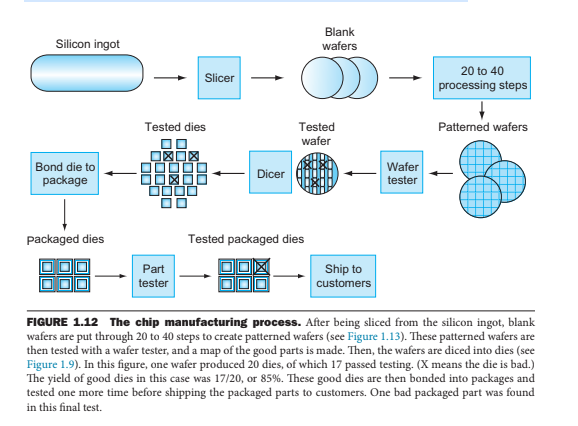 Silicon ingot
Slicer
Blank
wafers
20 to 40
processing steps
Tested dies
Tested
wafer
Patterned wafers
Bond die to
package
Dicer
Wafer
tester
Packaged dies
Tested packaged dies
Part
tester
Ship to
customers
FIGURE 1.12 The chip manufacturing process. After being sliced from the silicon ingot, blank
wafers are put through 20 to 40 steps to create patterned wafers (see Figure 1.13). These patterned wafers are
then tested with a wafer tester, and a map of the good parts is made. Then, the wafers are diced into dies (see
Figure 1.9). In this figure, one wafer produced 20 dies, of which 17 passed testing. (X means the die is bad.)
The yield of good dies in this case was 17/20, or 85%. These good dies are then bonded into packages and
tested one more time before shipping the packaged parts to customers. One bad packaged part was found
in this final test.